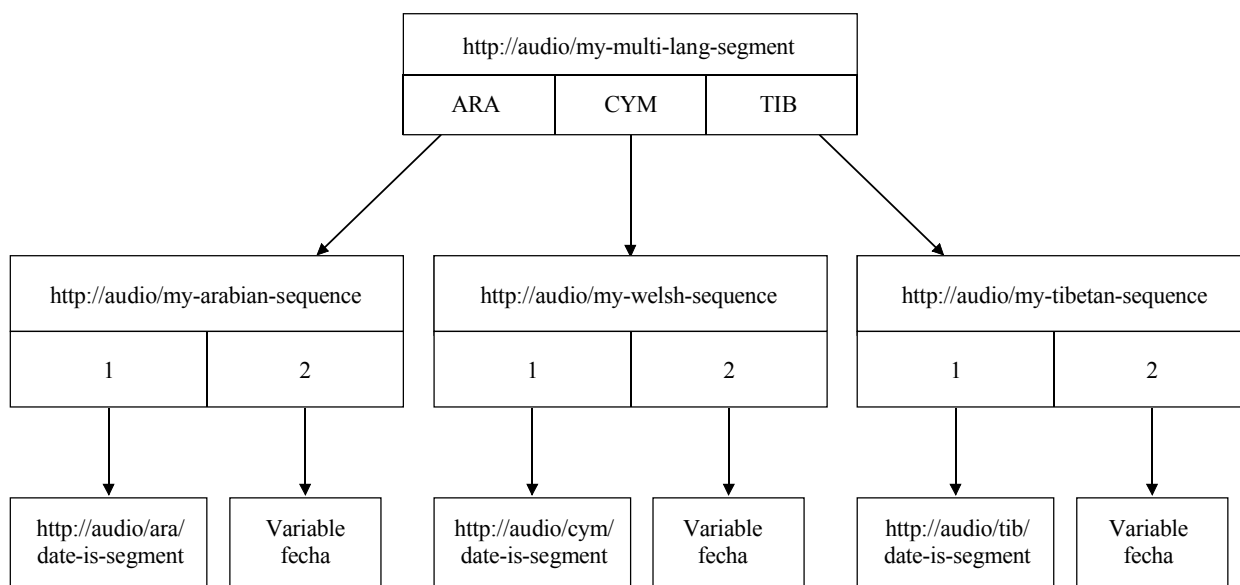 http://audio/my-multi-lang-segment
ARA CYM TIB
http://audio/my-arabian-sequence http://audio/my-welsh-sequence http://audio/my-tibetan-sequence
1 2 1 2 1 2
http://audio/ara/
date-is-segment
Variable
fecha
http://audio/cym/
date-is-segment
Variable
fecha
http://audio/tib/
date-is-segment
Variable
fecha